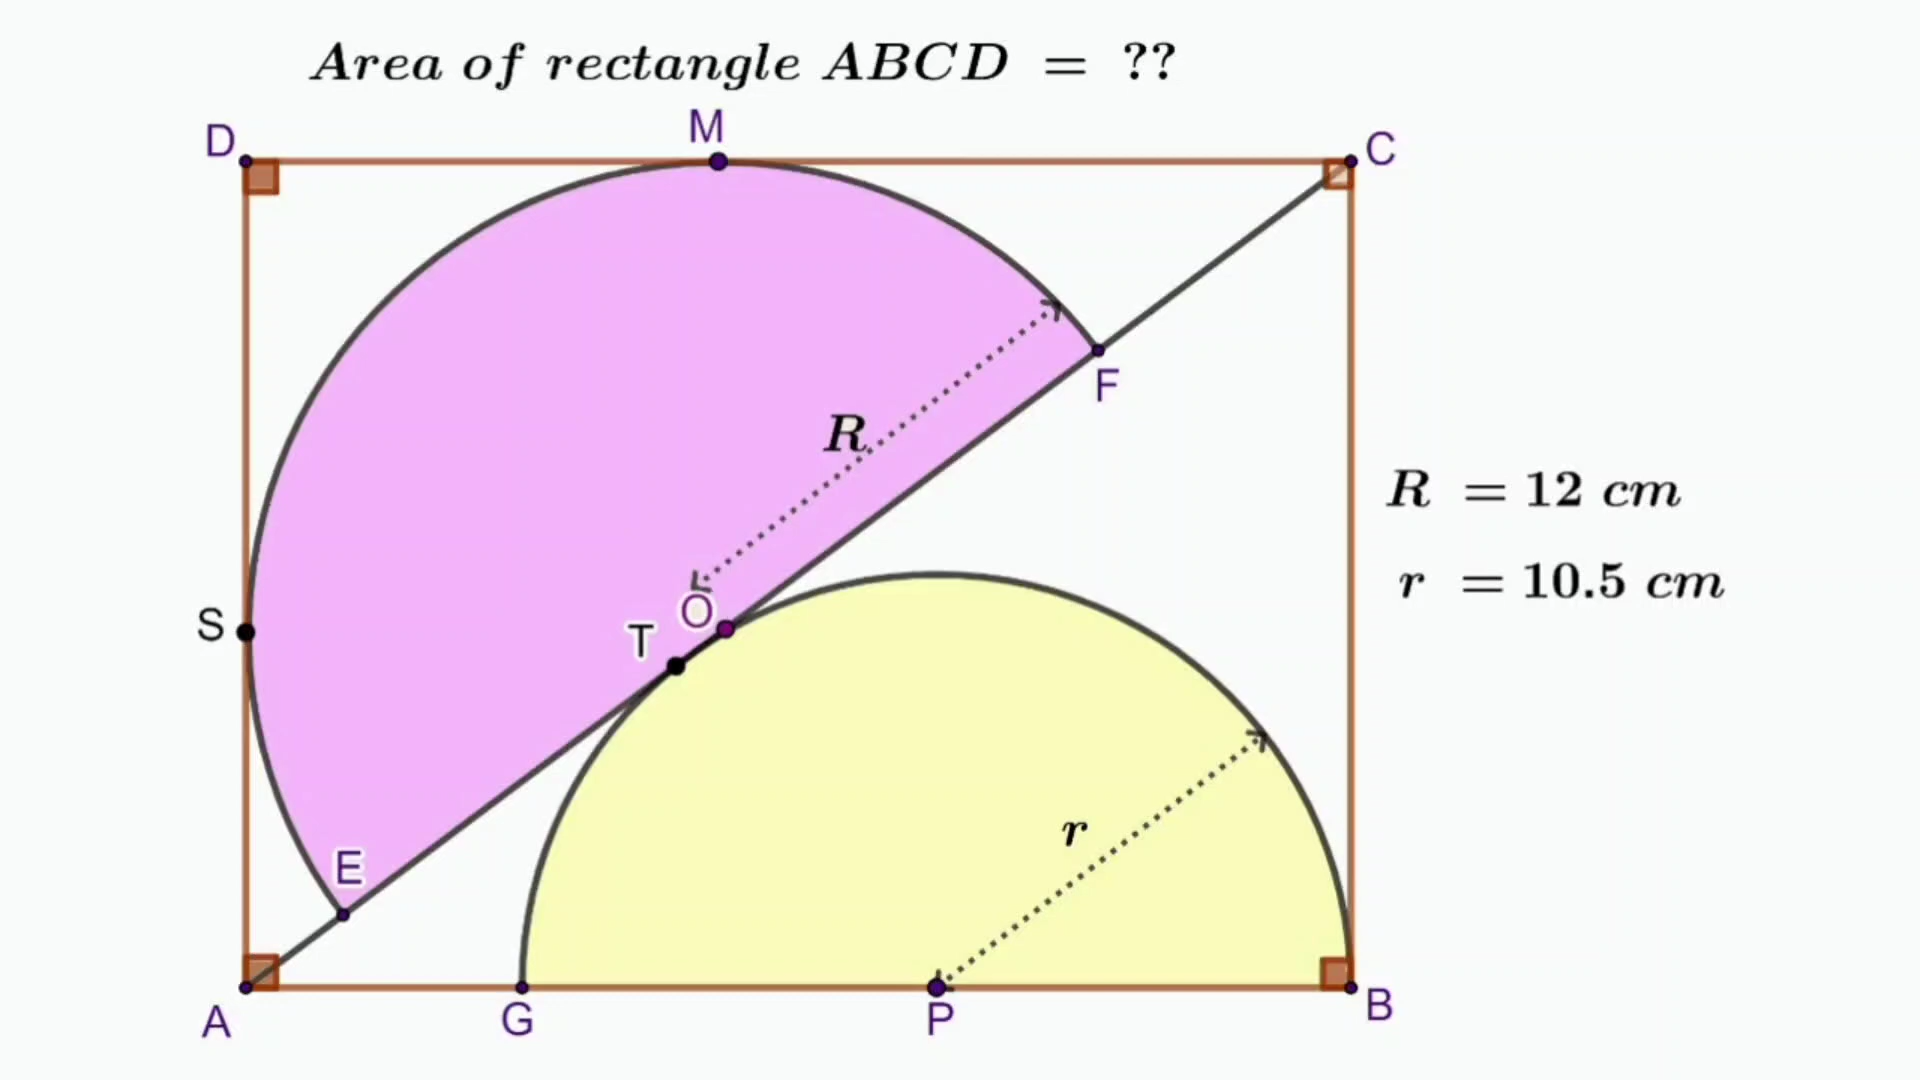 Area of rectangle ABCD = ??
D
M
C
R
F
R = 12 cm
r = 10.5 cm
S
T
O
r
E
A
G
P
B